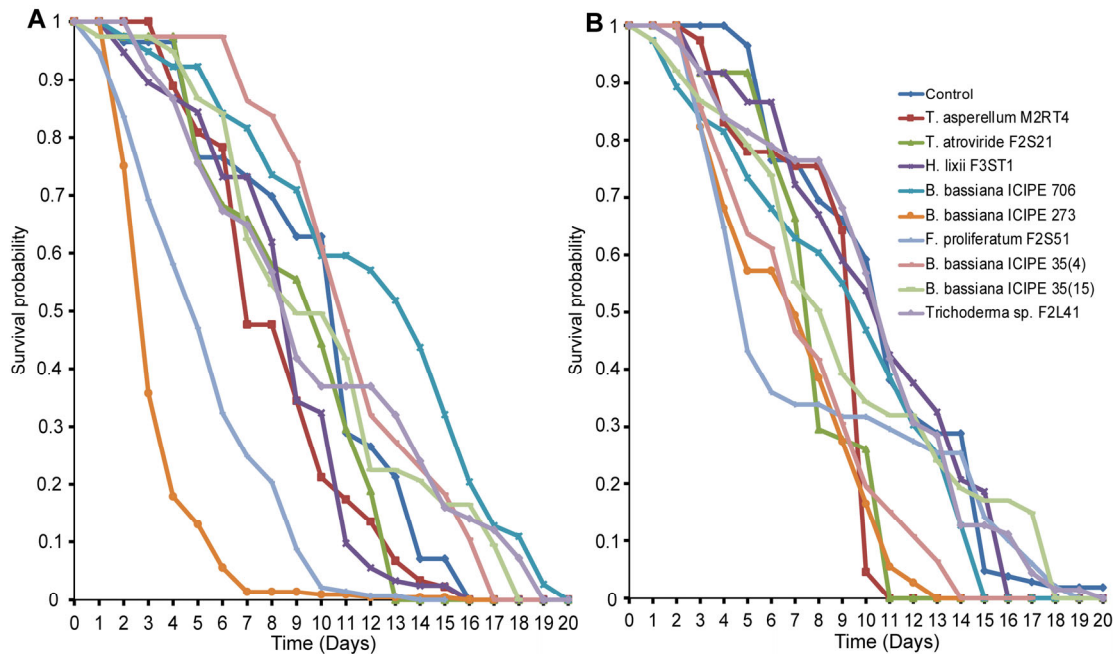 A
Survival probability
1
0.9
0.8
0.7
0.6
0.5
0.4
0.3
0.2
0.1
0
0 1 2 3 4 5 6 7 8 9 10 11 12 13 14 15 16 17 18 19 20
Time (Days)
B
Survival probability
1
0.9
0.8
0.7
0.6
0.5
0.4
0.3
0.2
0.1
0
0 1 2 3 4 5 6 7 8 9 10 11 12 13 14 15 16 17 18 19 20
Time (Days)
Control
T. asperellum M2RT4
T. atroviride F2S21
H. lixii F3ST1
B. bassiana ICIPE 706
B. bassiana ICIPE 273
F. proliferatum F2S51
B. bassiana ICIPE 35(4)
B. bassiana ICIPE 35(15)
Trichoderma sp. F2L41